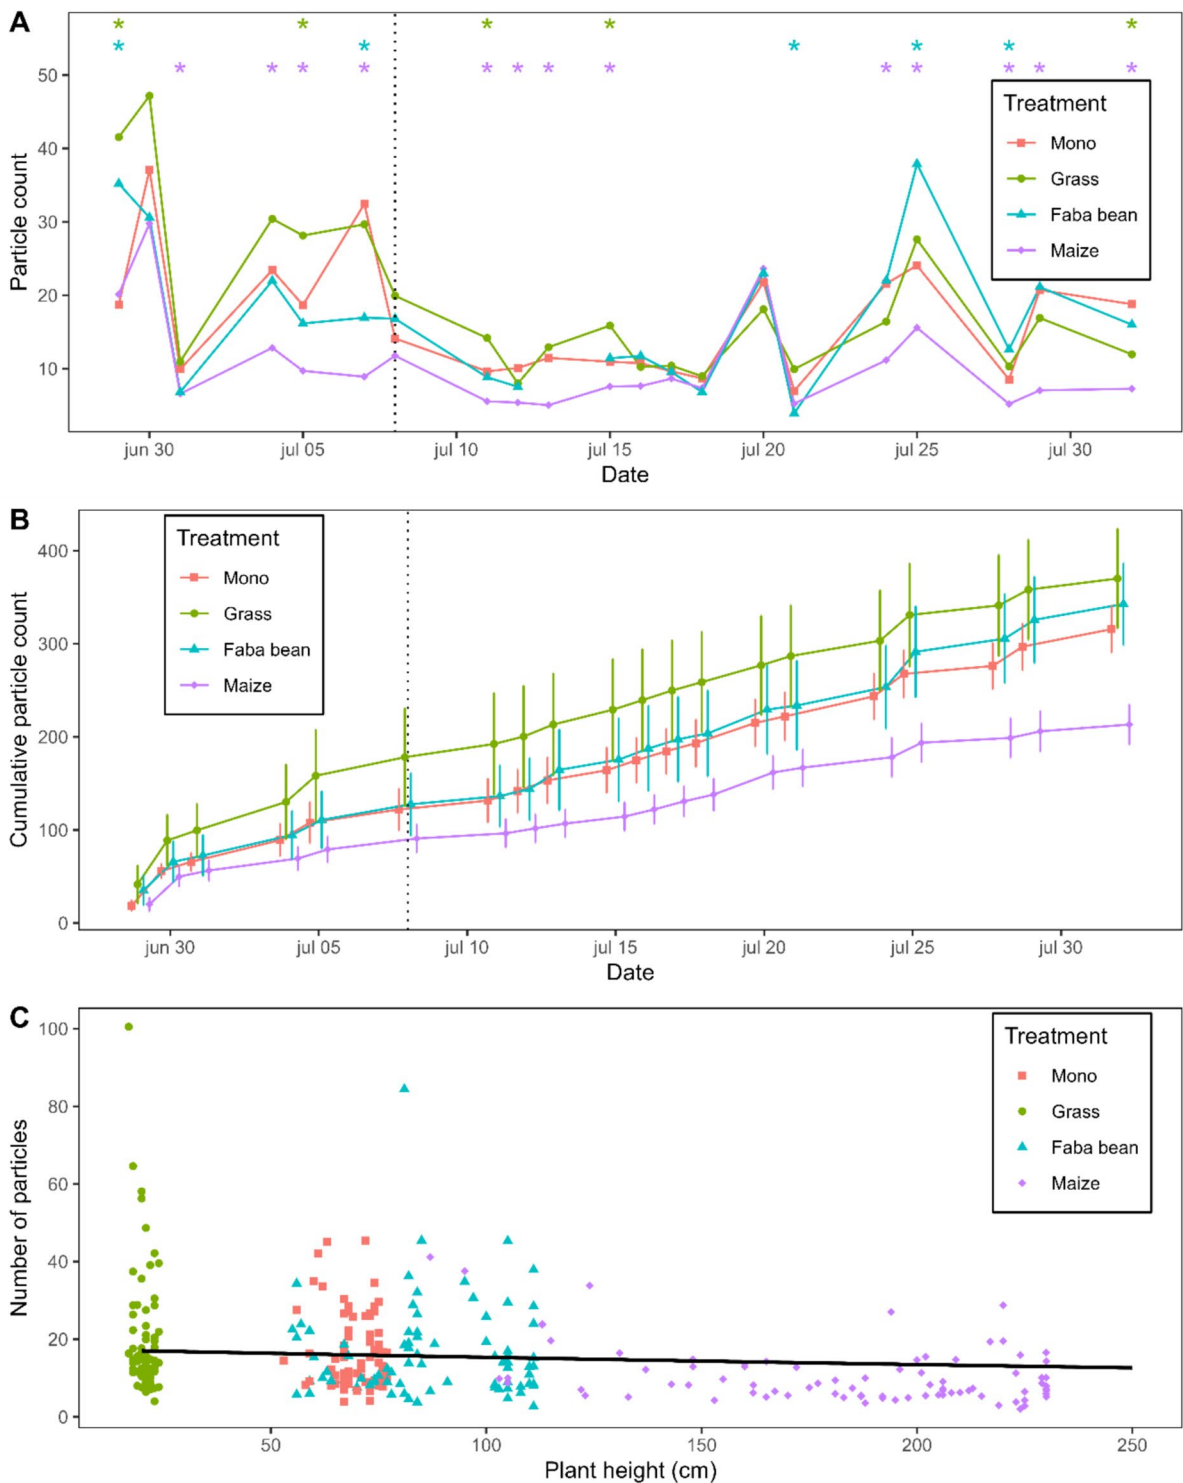 A
* * * * *
* * * * *
* * * * * * * * * * * * *
50
40
30
20
10
Particle count
Treatment
Mono
Grass
Faba bean
Maize
jun 30 jul 05 jul 10 jul 15 jul 20 jul 25 jul 30
Date
B
400
300
200
100
0
Cumulative particle count
Treatment
Mono
Grass
Faba bean
Maize
jun 30 jul 05 jul 10 jul 15 jul 20 jul 25 jul 30
Date
C
100
80
60
40
20
0
Number of particles
Treatment
Mono
Grass
Faba bean
Maize
50 100 150 200 250
Plant height (cm)